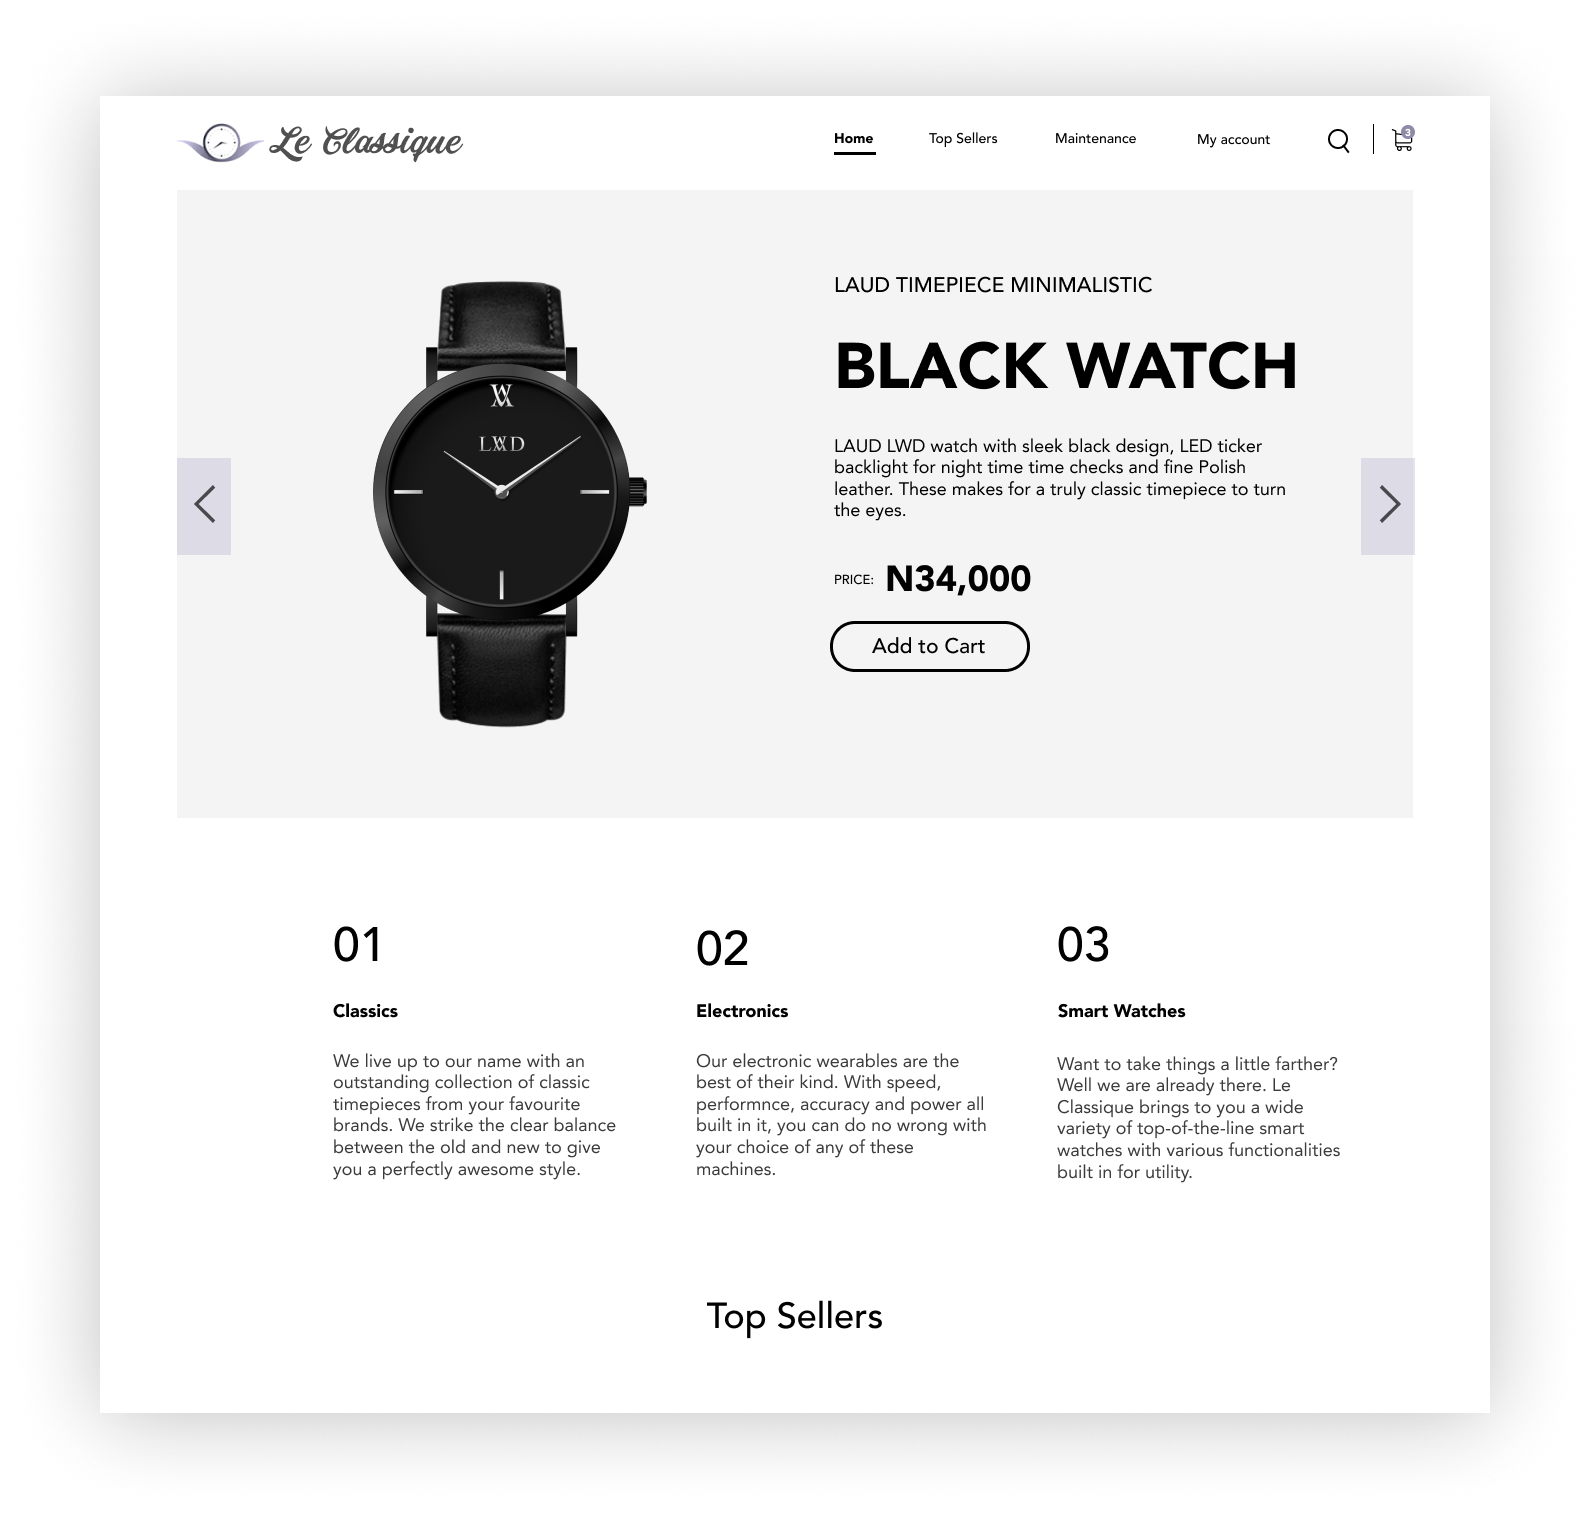 Le Classique
Home
Top Sellers
Maintenance
My account
3
LAUD TIMEPIECE MINIMALISTIC
BLACK WATCH
LWD
LAUD LWD watch with sleek black design, LED ticker
backlight for night time time checks and fine Polish
leather. These makes for a truly classic timepiece to turn
the eyes.
PRICE: N34,000
Add to Cart
01
Classics
We live up to our name with an
outstanding collection of classic
timepieces from your favourite
brands. We strike the clear balance
between the old and new to give
you a perfectly awesome style.
02
Electronics
Our electronic wearables are the
best of their kind. With speed,
performnce, accuracy and power all
built in it, you can do no wrong with
your choice of any of these
machines.
03
Smart Watches
Want to take things a little farther?
Well we are already there. Le
Classique brings to you a wide
variety of top-of-the-line smart
watches with various functionalities
built in for utility.
Top Sellers